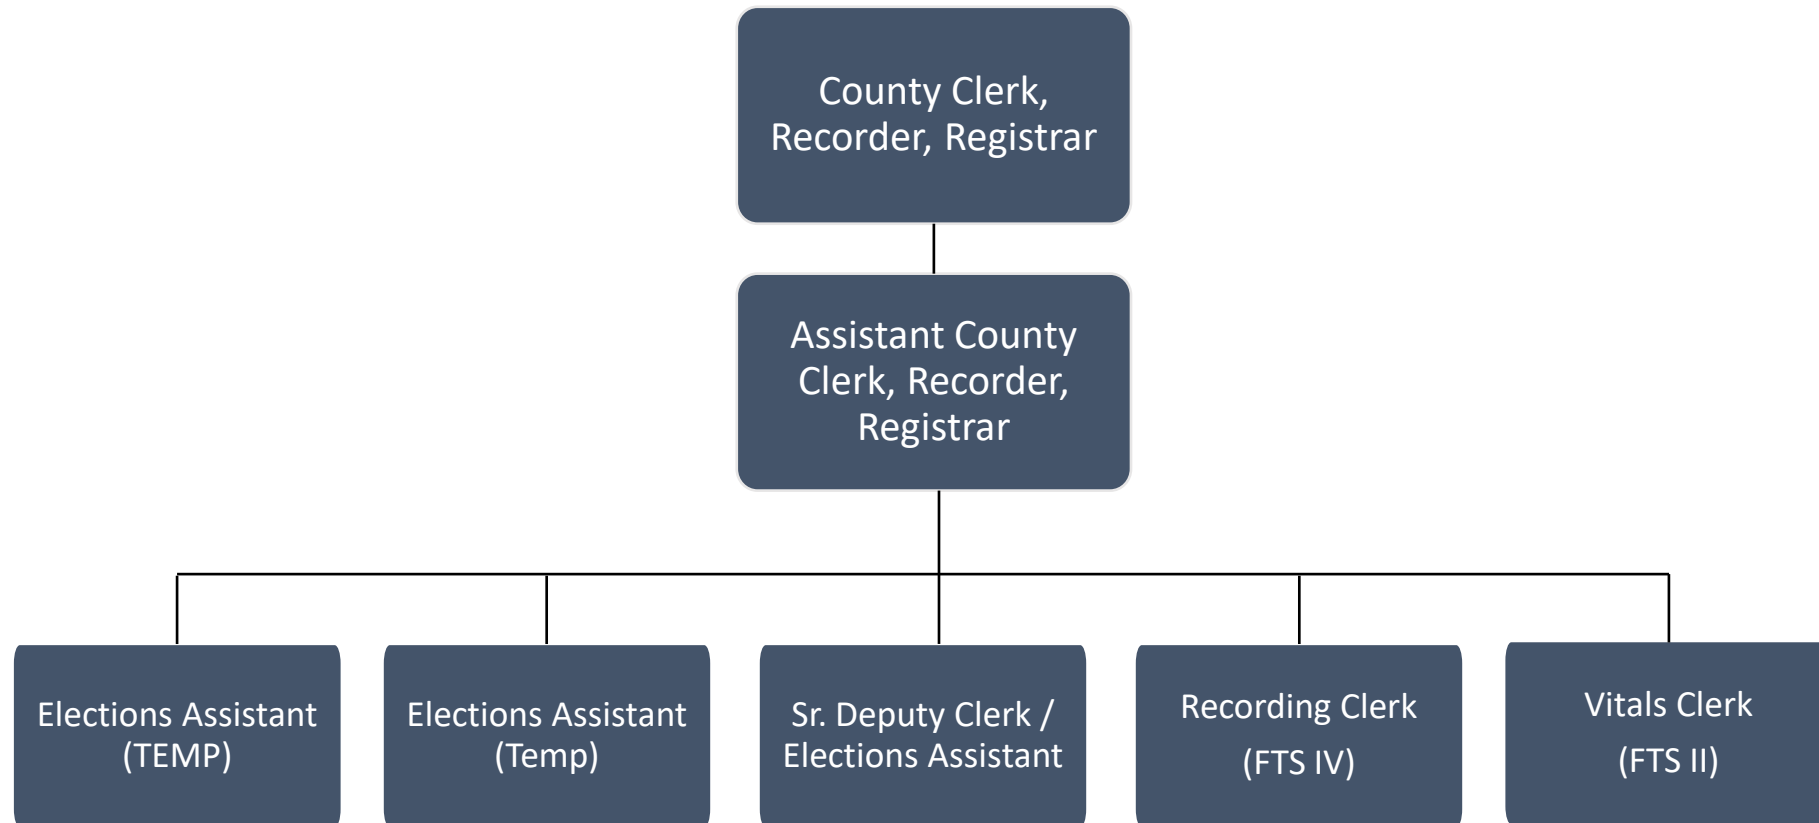 County Clerk,
Recorder, Registrar
Assistant County
Clerk, Recorder,
Registrar
Elections Assistant
(TEMP)
Elections Assistant
(Temp)
Sr. Deputy Clerk /
Elections Assistant
Recording Clerk
(FTS IV)
Vitals Clerk
(FTS II)